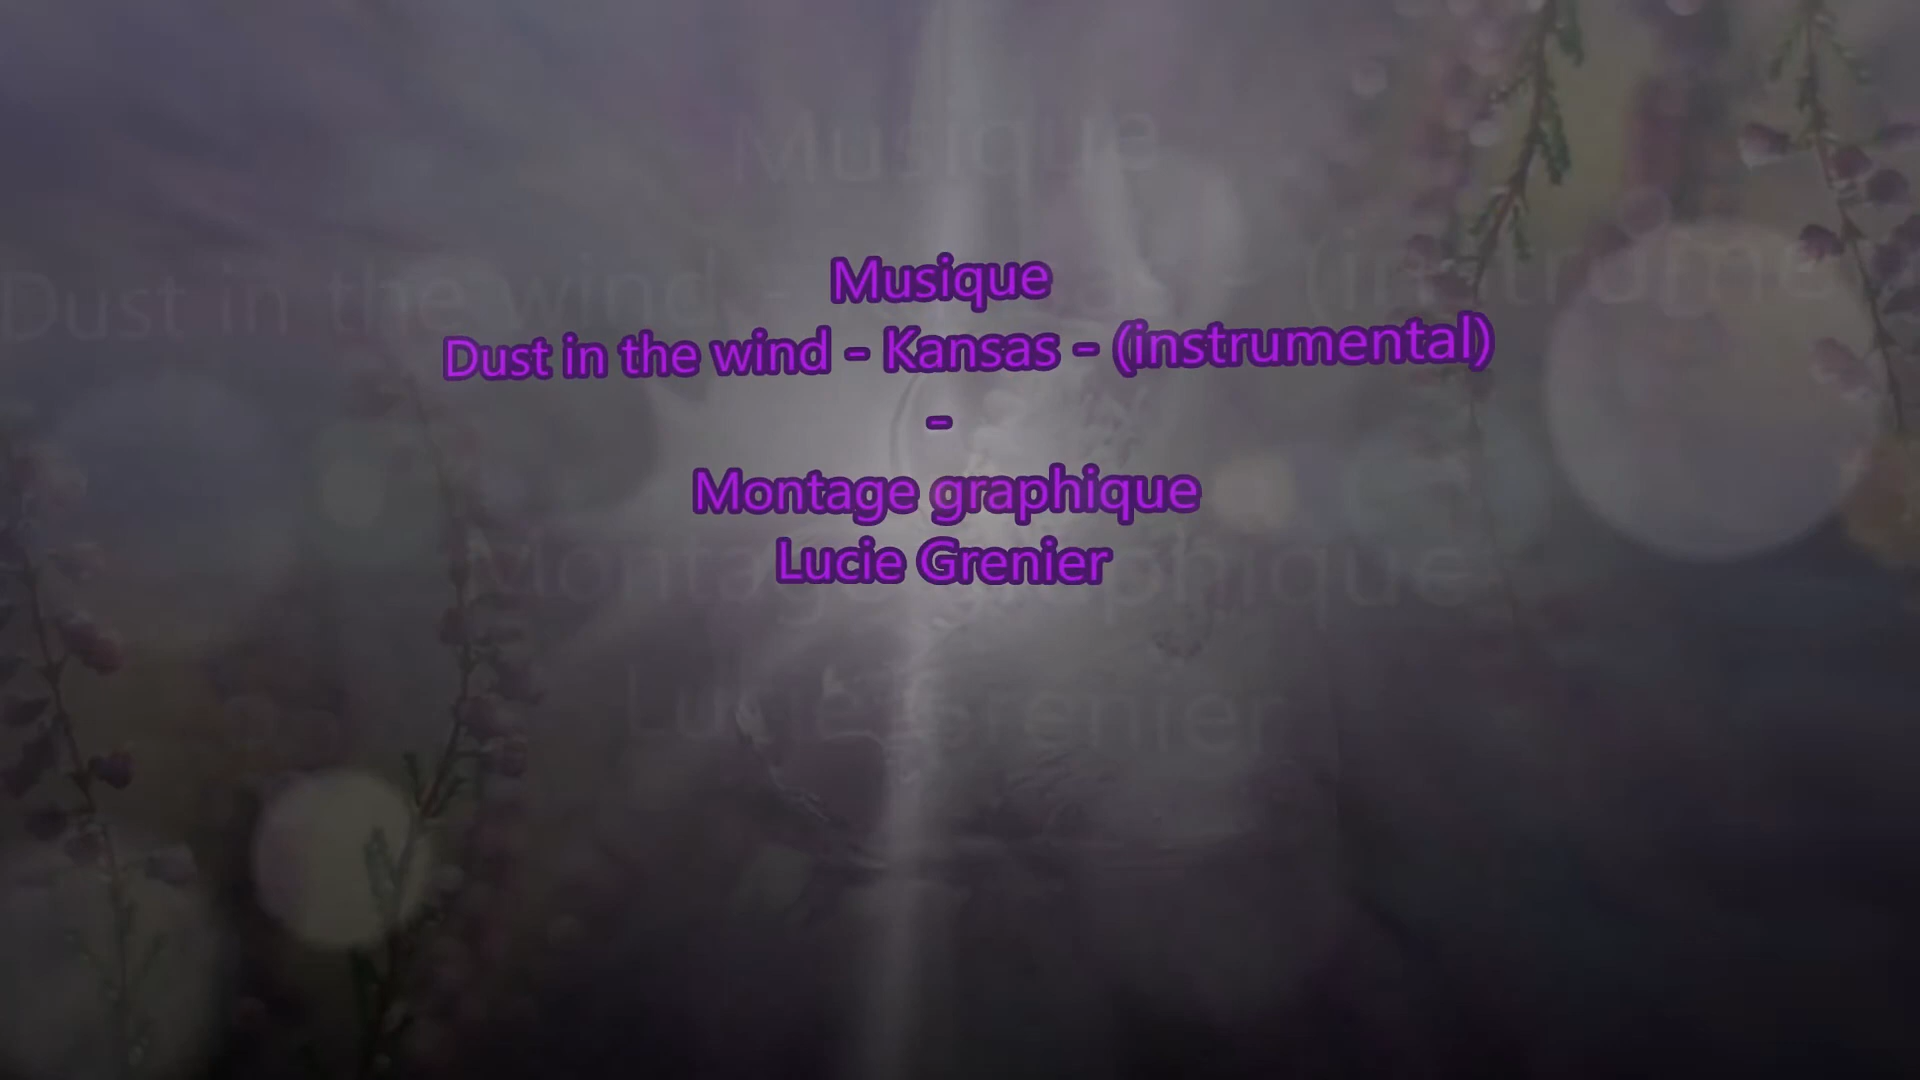 Musique
Dust in the wind - Kansas - (instrumental)
-
Montage graphique
Lucie Grenier